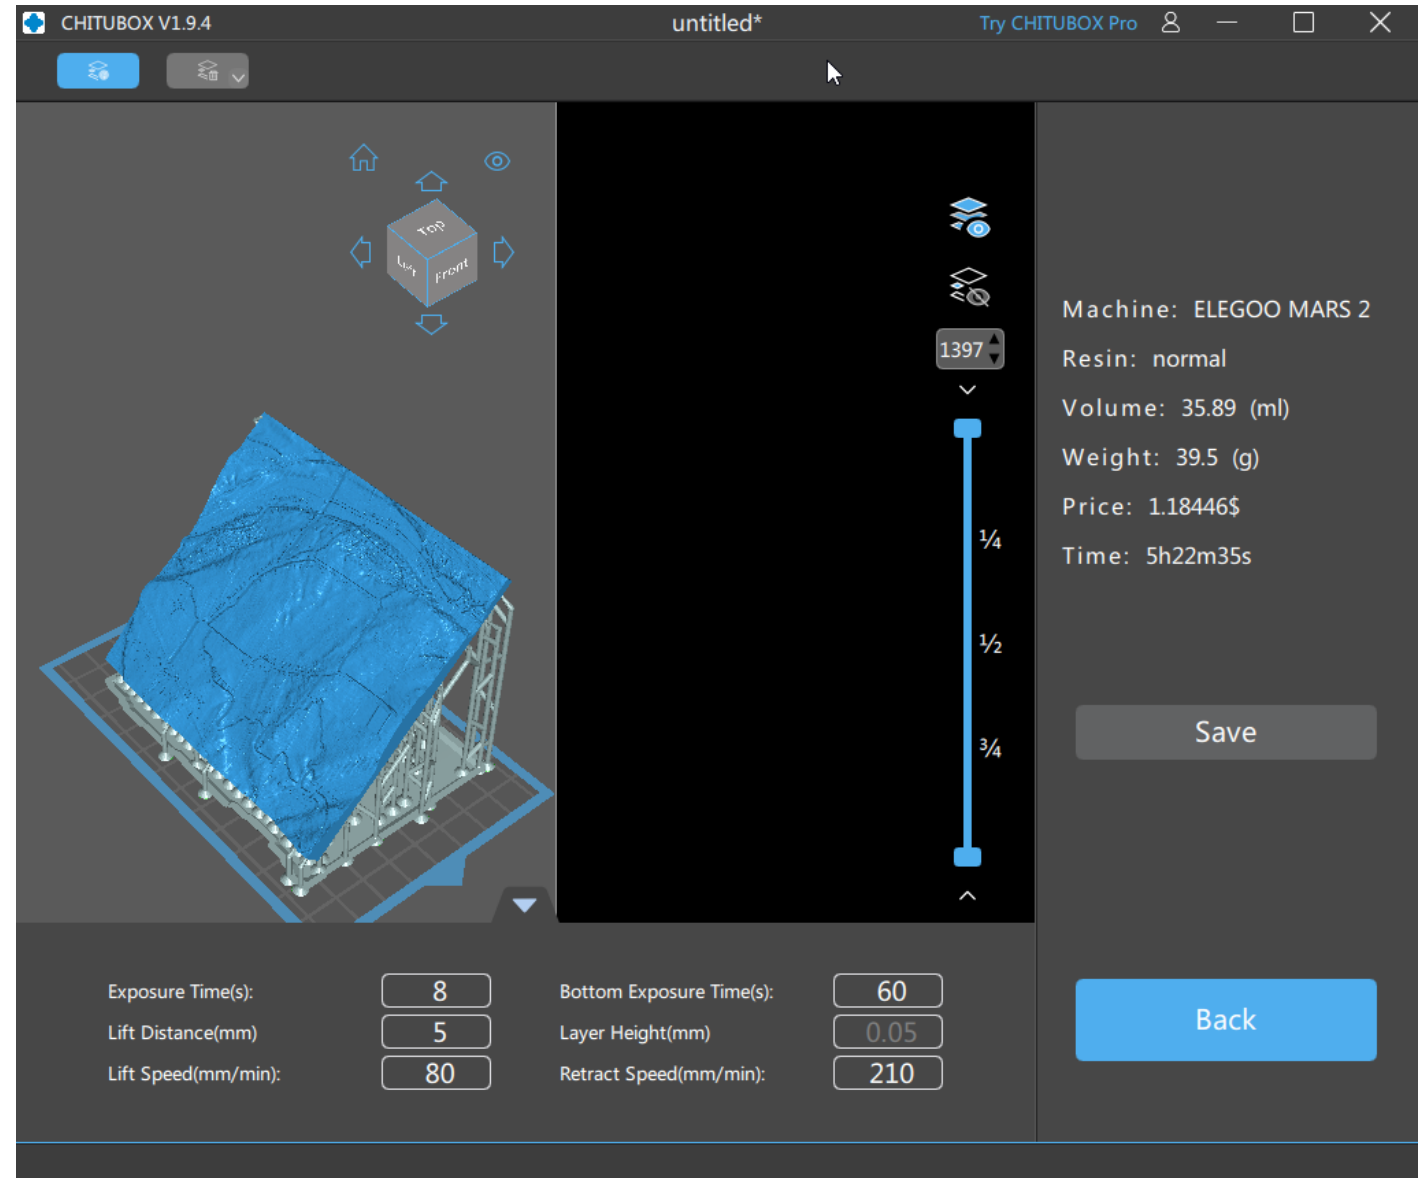 CHITUBOX V1.9.4
untitled*
Try CHITUBOX Pro
Top
Left
Front
1397
¼
½
¾
Machine: ELEGOO MARS 2
Resin: normal
Volume: 35.89 (ml)
Weight: 39.5 (g)
Price: 1.18446$
Time: 5h22m35s
Save
Back
Exposure Time(s): 8
Bottom Exposure Time(s): 60
Lift Distance(mm) 5
Layer Height(mm) 0.05
Lift Speed(mm/min): 80
Retract Speed(mm/min): 210